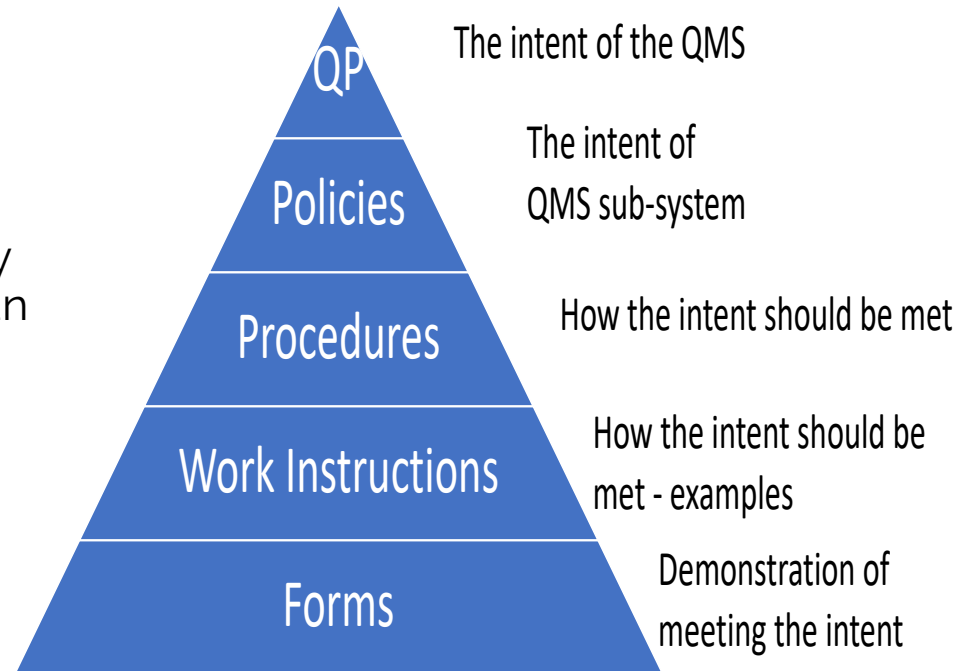 QP
The intent of the QMS
The intent of
QMS sub-system
Policies
Procedures
How the intent should be met
Work Instructions
How the intent should be
met - examples
Forms
Demonstration of
meeting the intent